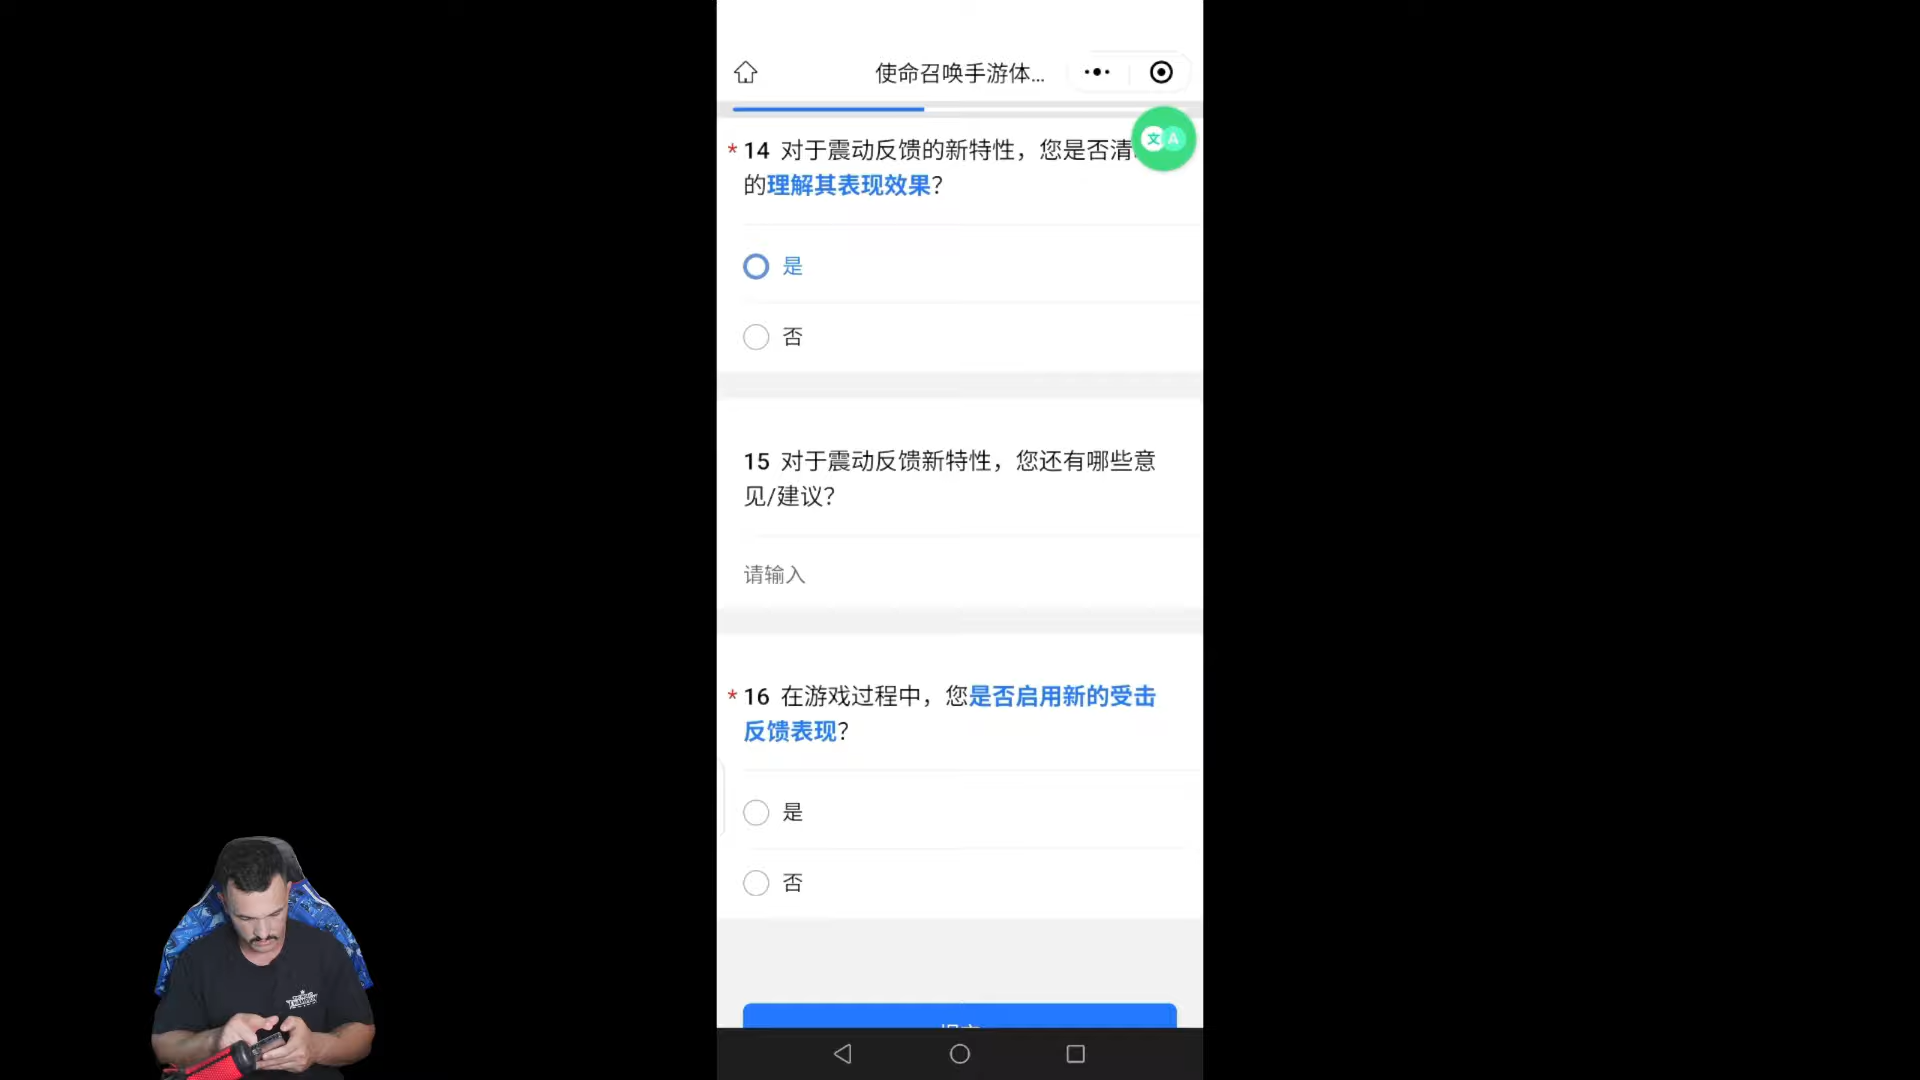 使命召唤手游体...
文 A
* 14 对于震动反馈的新特性，您是否清
的理解其表现效果?
是
否
15 对于震动反馈新特性，您还有哪些意
见/建议?
请输入
* 16 在游戏过程中，您是否启用新的受击
反馈表现?
是
否